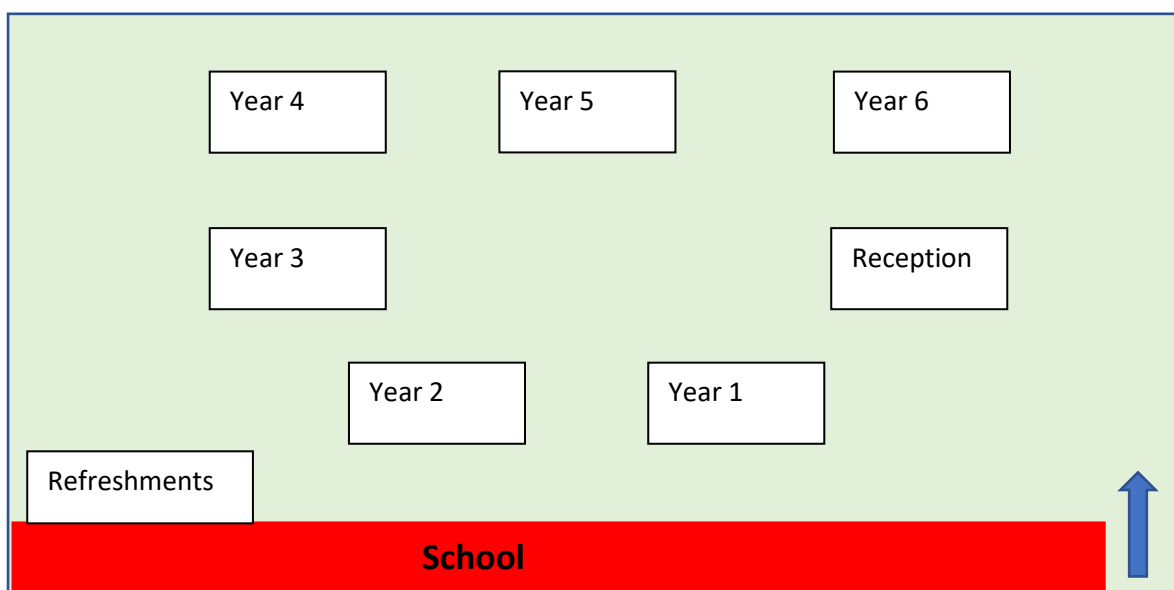 Year 4
Year 5
Year 6
Year 3
Reception
Year 2
Year 1
Refreshments
School